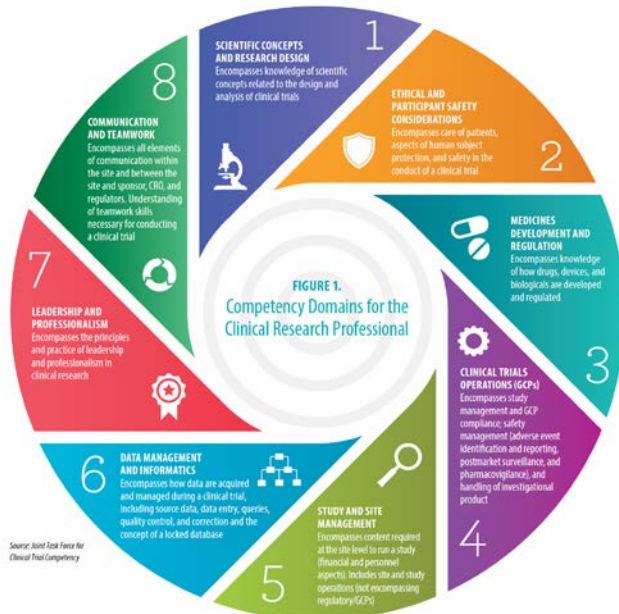 1
SCIENTIFIC CONCEPTS
AND RESEARCH DESIGN
Encompasses knowledge of scientific
concepts related to the design and
analysis of clinical trials
2
ETHICAL AND
PARTICIPANT SAFETY
CONSIDERATIONS
Encompasses care of patients,
aspects of human subject
protection, and safety in the
conduct of a clinical trial
3
MEDICINES
DEVELOPMENT AND
REGULATION
Encompasses knowledge
of how drugs, devices, and
biologicals are developed
and regulated
4
CLINICAL TRIALS
OPERATIONS (GCPs)
Encompasses study
management and GCP
compliance; safety
management (adverse event
identification and reporting,
postmarket surveillance, and
pharmacovigilance), and
handling of investigational
product
5
STUDY AND SITE
MANAGEMENT
Encompasses content required
at the site level to run a study
(financial and personnel
aspects). Includes site and study
operations (not encompassing
regulatory/GCPs)
6
DATA MANAGEMENT
AND INFORMATICS
Encompasses how data are acquired
and managed during a clinical trial,
including source data, data entry, queries,
quality control, and correction and the
concept of a locked database
7
LEADERSHIP AND
PROFESSIONALISM
Encompasses the principles
and practice of leadership
and professionalism in
clinical research
8
COMMUNICATION
AND TEAMWORK
Encompasses all elements
of communication within
the site and between the
site and sponsor, CRO, and
regulators. Understanding
of teamwork skills
necessary for conducting
a clinical trial
FIGURE 1.
Competency Domains for the
Clinical Research Professional
Source: Joint Task Force for
Clinical Trial Competency